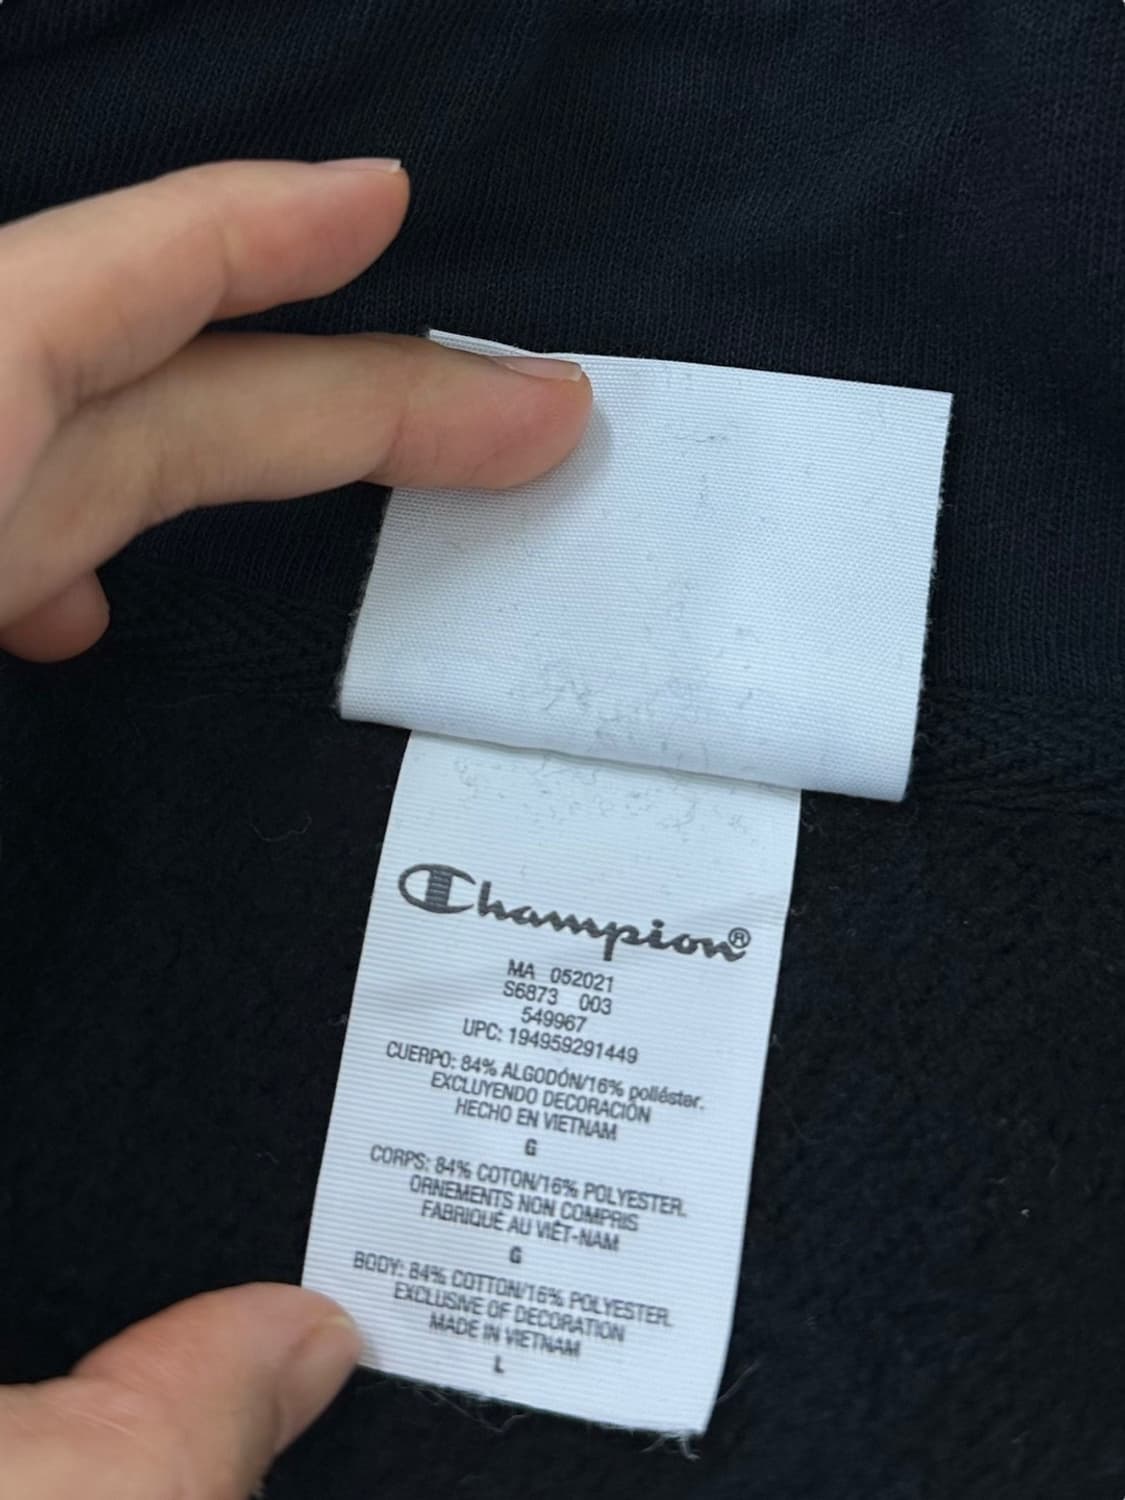 Champion®
MA 052021
S6873 003
549967
UPC: 194959291449
CUERPO: 84% ALGODÓN/16% poliéster.
EXCLUYENDO DECORACIÓN
HECHO EN VIETNAM
G
CORPS: 84% COTON/16% POLYESTER.
ORNEMENTS NON COMPRIS
FABRIQUÉ AU VIÊT-NAM
G
BODY: 84% COTTON/16% POLYESTER.
EXCLUSIVE OF DECORATION
MADE IN VIETNAM
L